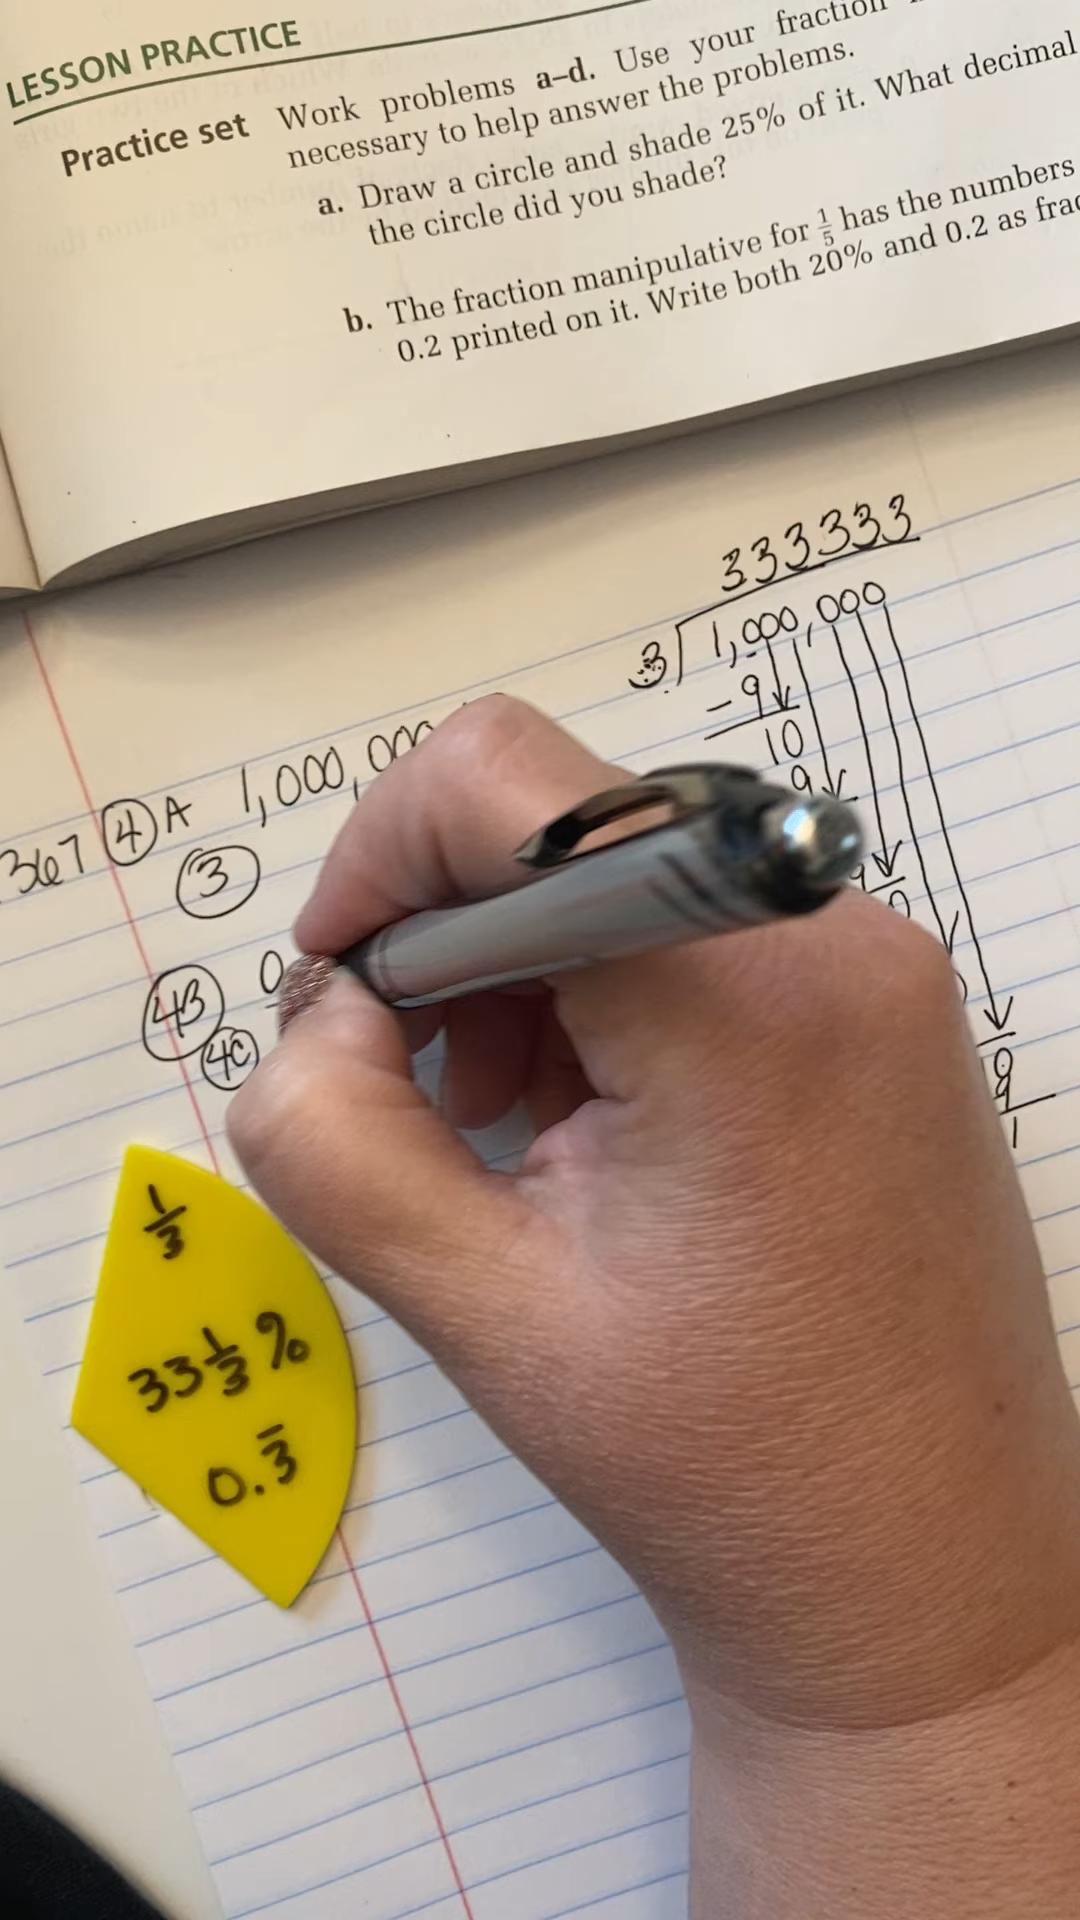 LESSON PRACTICE
Practice set Work problems a–d. Use your fraction
necessary to help answer the problems.
a. Draw a circle and shade 25% of it. What decimal
the circle did you shade?
b. The fraction manipulative for 1/5 has the numbers
0.2 printed on it. Write both 20% and 0.2 as
333333
3 1,000,000
-9
10
9
9
1
367 4 A 1,000,000
3
4B 0
4C
1/3
33 1/3 %
0.3̅